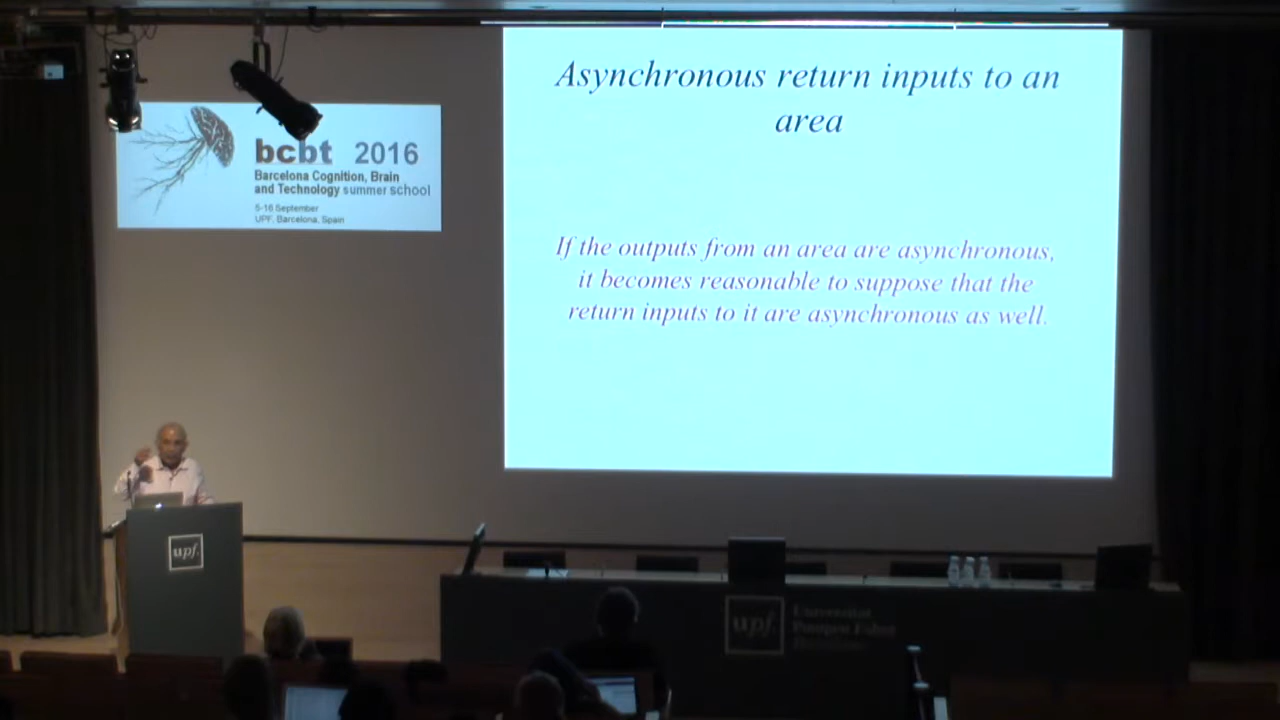 Asynchronous return inputs to an
area
If the outputs from an area are asynchronous,
it becomes reasonable to suppose that the
return inputs to it are asynchronous as well.
bcbt 2016
Barcelona Cognition, Brain
and Technology summer school
5-16 September
UPF, Barcelona, Spain
upf.
upf.
Universitat
Pompeu Fabra
Barcelona